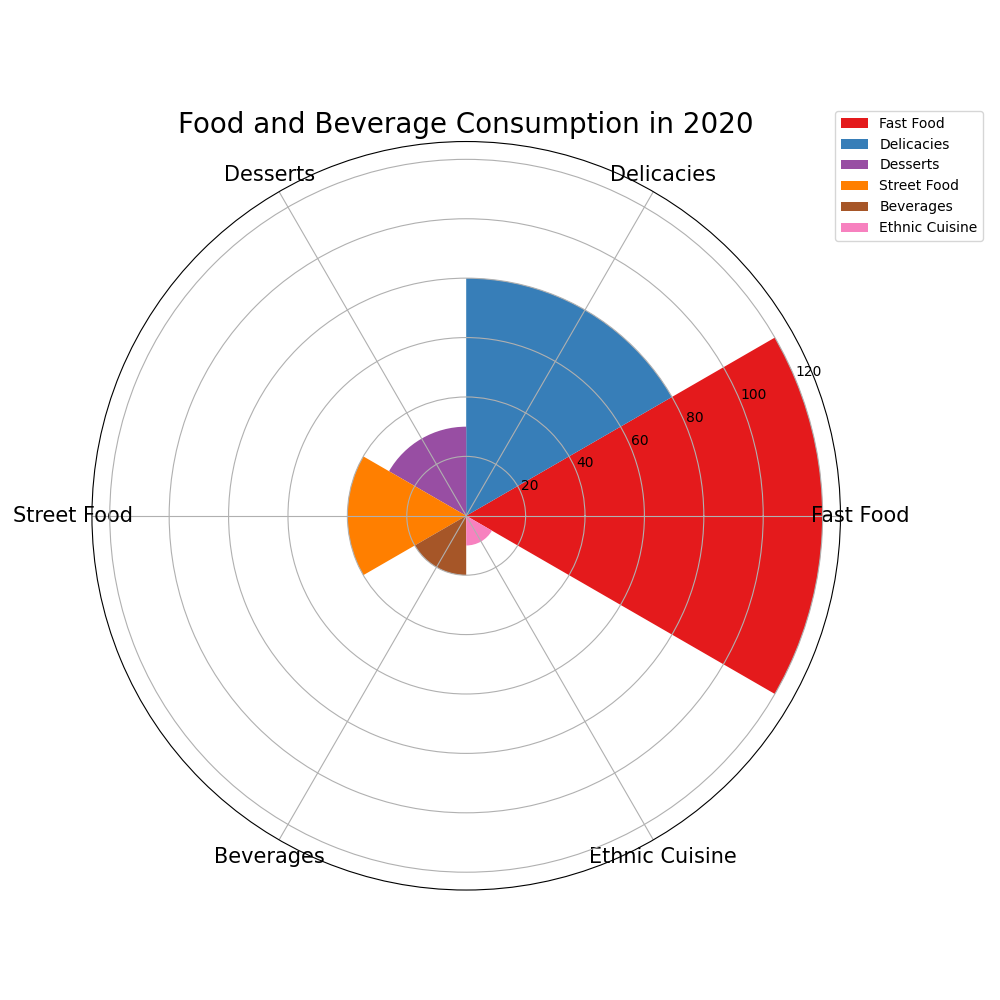 Food and Beverage Consumption in 2020
Fast Food
Delicacies
Desserts
Street Food
Beverages
Ethnic Cuisine
Desserts
Delicacies
120
100
80
60
40
20
Street Food
Fast Food
Beverages
Ethnic Cuisine